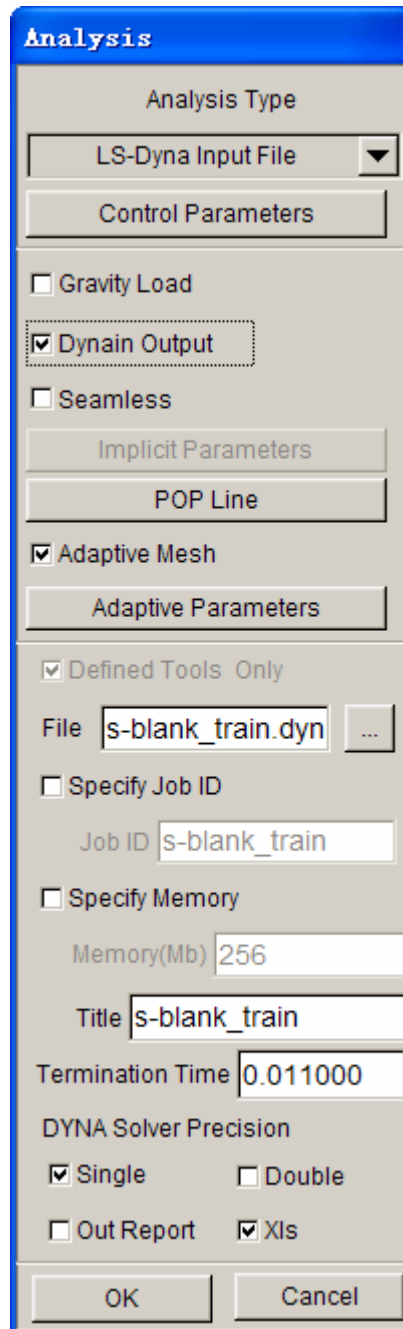 Analysis
Analysis Type
LS-Dyna Input File
Control Parameters
Gravity Load
Dynain Output
Seamless
Implicit Parameters
POP Line
Adaptive Mesh
Adaptive Parameters
Defined Tools Only
File s-blank_train.dyn ...
Specify Job ID
Job ID s-blank_train
Specify Memory
Memory(Mb) 256
Title s-blank_train
Termination Time 0.011000
DYNA Solver Precision
Single Double
Out Report Xls
OK Cancel